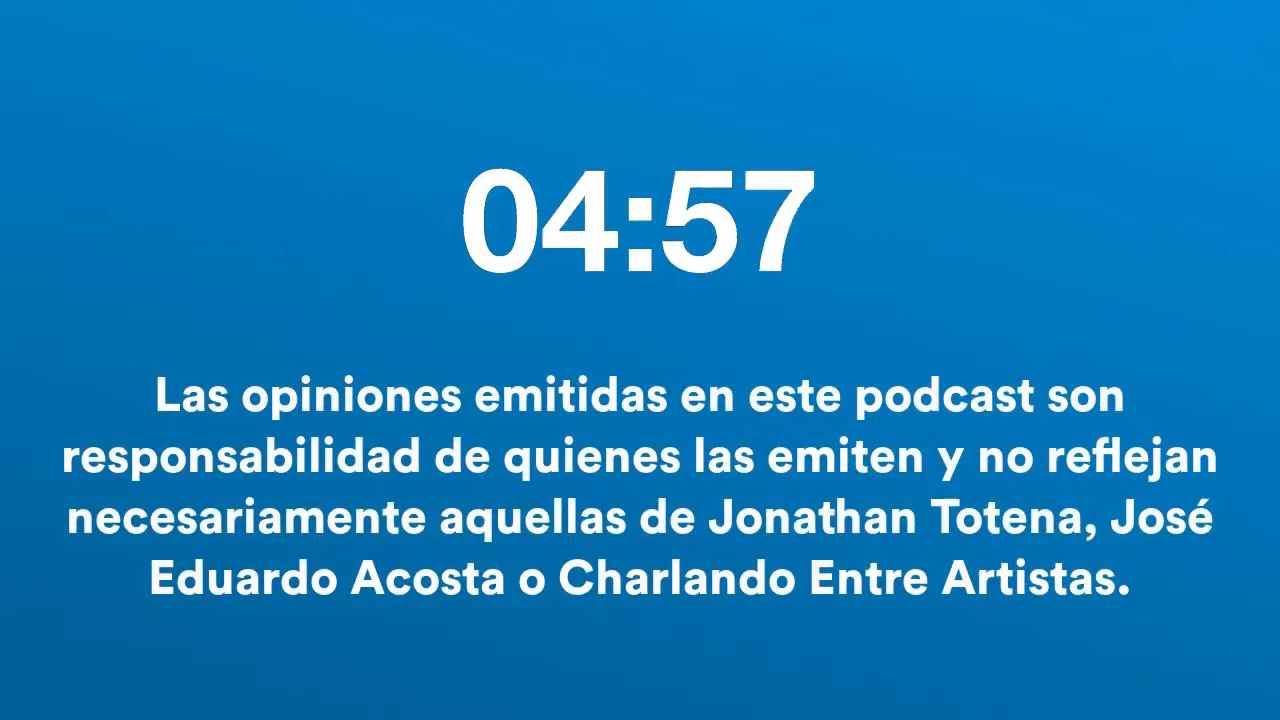 04:57
Las opiniones emitidas en este podcast son
responsabilidad de quienes las emiten y no reflejan
necesariamente aquellas de Jonathan Totena, José
Eduardo Acosta o Charlando Entre Artistas.